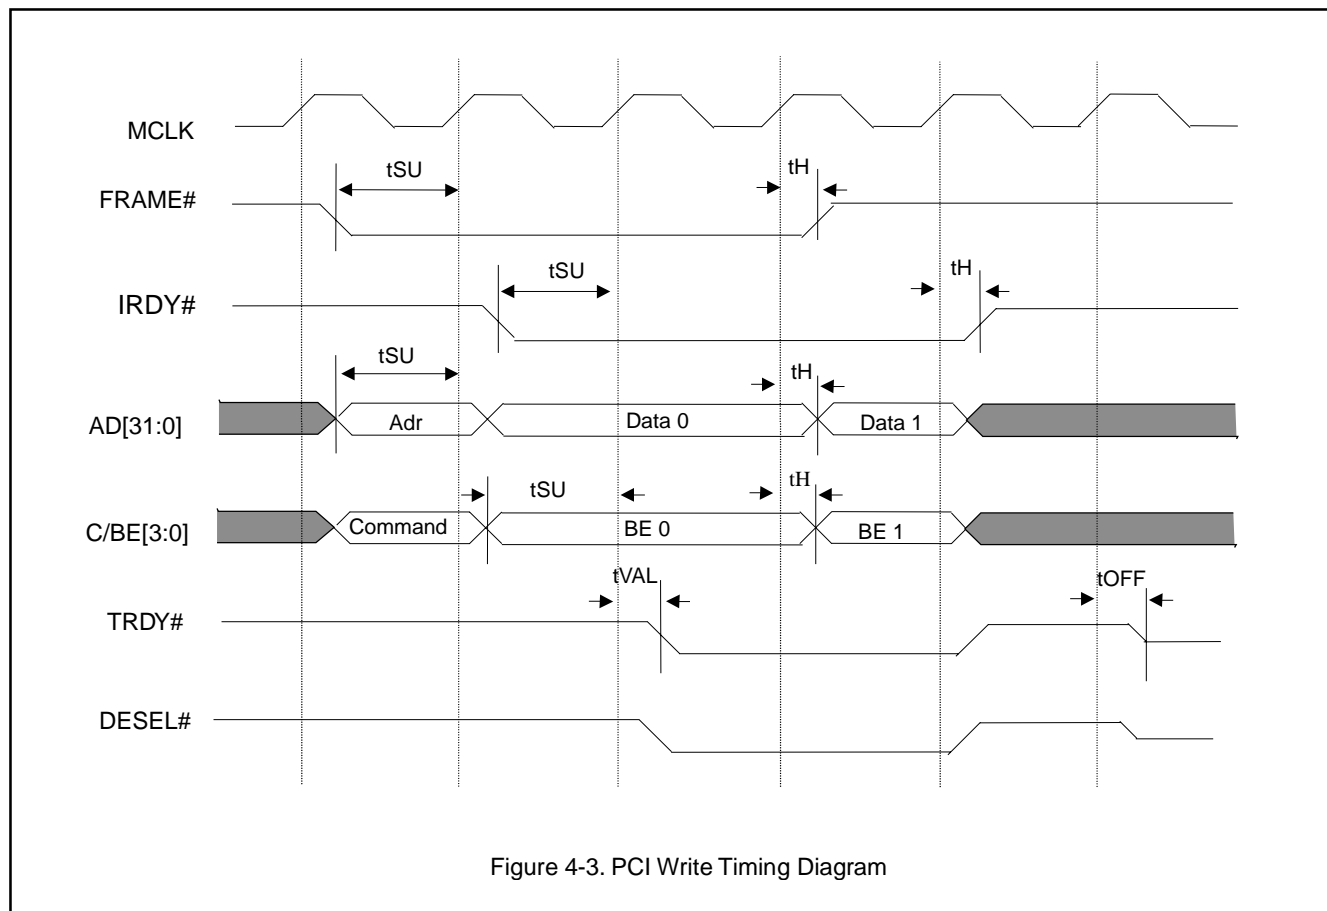 MCLK
tSU
tH
FRAME#
tSU
tH
IRDY#
tSU
tH
AD[31:0]
Adr
Data 0
Data 1
tSU
tH
C/BE[3:0]
Command
BE 0
BE 1
tVAL
tOFF
TRDY#
DESEL#
Figure 4-3. PCI Write Timing Diagram